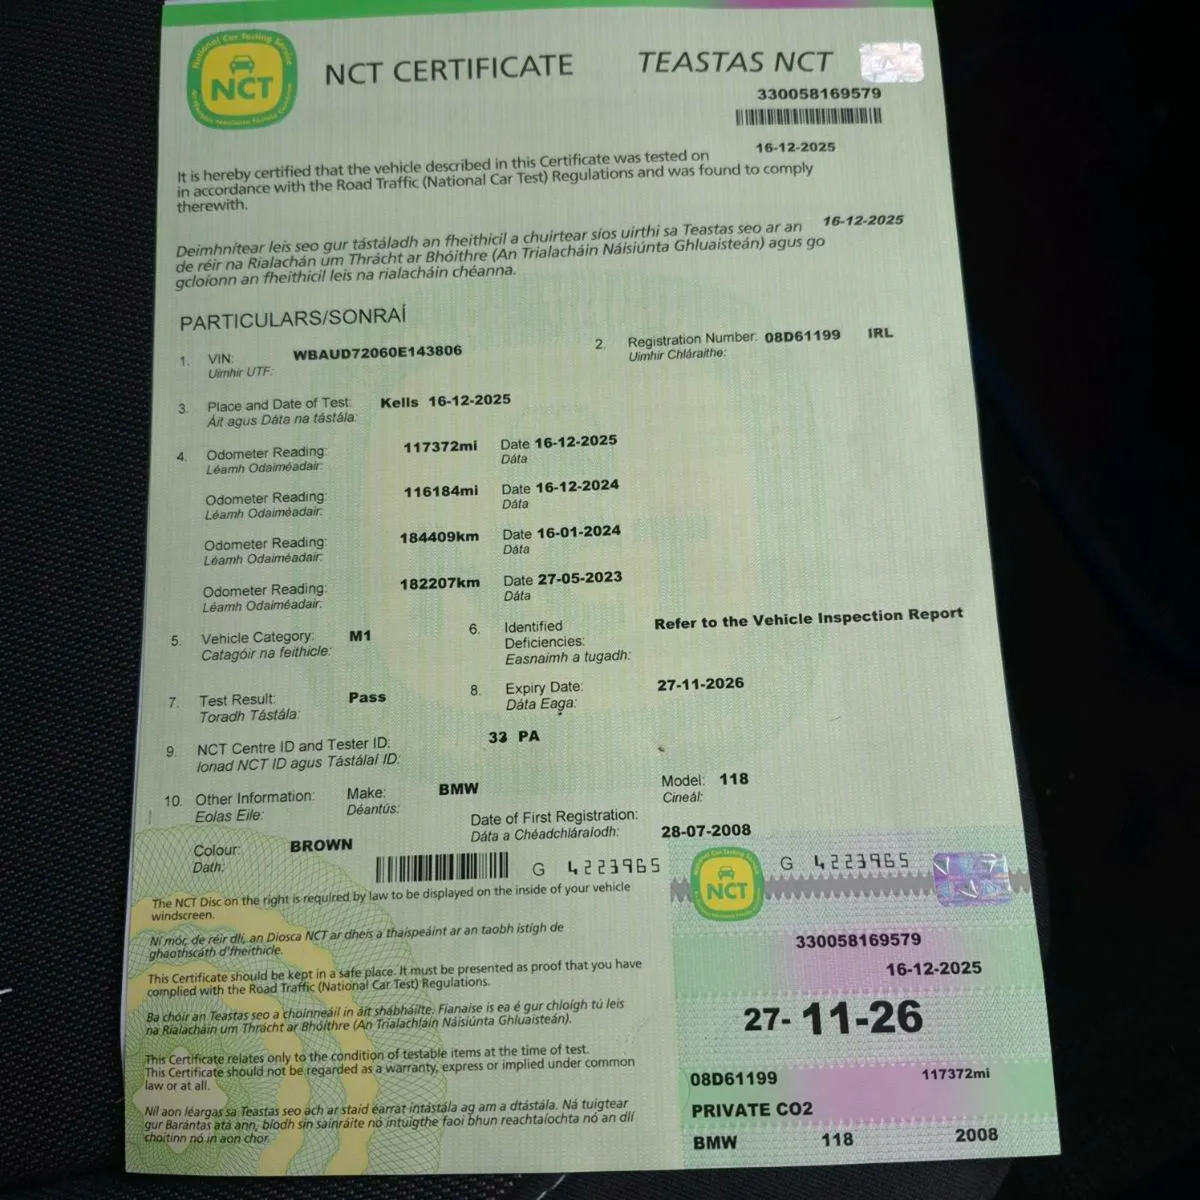 National Car Testing Service
NCT
NCT CERTIFICATE
TEASTAS NCT
330058169579
It is hereby certified that the vehicle described in this Certificate was tested on 16-12-2025
in accordance with the Road Traffic (National Car Test) Regulations and was found to comply
therewith.
Deimhnítear leis seo gur tástáladh an fheithicil a chuirtear síos uirthi sa Teastas seo ar an 16-12-2025
de réir na Rialachán um Thrácht ar Bhóithre (An Trialacháin Náisiúnta Ghluaisteán) agus go
gcloíonn an fheithicil leis na rialacháin chéanna.
PARTICULARS/SONRAÍ
1. VIN: WBAUD72060E143806
Uimhir UTF:
2. Registration Number: 08D61199 IRL
Uimhir Chláraithe:
3. Place and Date of Test: Kells 16-12-2025
Áit agus Dáta na tástála:
4. Odometer Reading: 117372mi Date 16-12-2025
Léamh Odaiméadair: Dáta
Odometer Reading: 116184mi Date 16-12-2024
Léamh Odaiméadair: Dáta
Odometer Reading: 184409km Date 16-01-2024
Léamh Odaiméadair: Dáta
Odometer Reading: 182207km Date 27-05-2023
Léamh Odaiméadair: Dáta
5. Vehicle Category: M1
Catagóir na feithicle:
6. Identified Refer to the Vehicle Inspection Report
Deficiencies:
Easnaimh a tugadh:
7. Test Result: Pass
Toradh Tástála:
8. Expiry Date: 27-11-2026
Dáta Éaga:
9. NCT Centre ID and Tester ID: 33 PA
Ionad NCT ID agus Tástálaí ID:
10. Other Information: Make: BMW Model: 118
Eolas Eile: Déantús: Cineál:
Date of First Registration: 28-07-2008
Dáta a Chéadchláraíodh:
Colour: BROWN
Dath:
G 4223965
The NCT Disc on the right is required by law to be displayed on the inside of your vehicle
windscreen.
Ní mór, de réir dlí, an Diosca NCT ar dheis a thaispeáint ar an taobh istigh de
ghaothscáth d'fheithicle.
This Certificate should be kept in a safe place. It must be presented as proof that you have
complied with the Road Traffic (National Car Test) Regulations.
Ba chóir an Teastas seo a choinneáil in áit shábháilte. Fianaise is ea é gur chloígh tú leis
na Rialacháin um Thrácht ar Bhóithre (An Trialachláin Náisiúnta Ghluaisteán).
This Certificate relates only to the condition of testable items at the time of test.
This Certificate should not be regarded as a warranty, express or implied under common
law or at all.
Níl aon léargas sa Teastas seo ach ar staid earraí intástála ag am a dtástála. Ná tuigtear
gur Barántas atá ann, bíodh sin sainráite nó intuigthe faoi bhun reachtaíochta nó an dlí
choitinn nó in aon chor.
NCT
G 4223965
330058169579
16-12-2025
27- 11-26
08D61199 117372mi
PRIVATE CO2
BMW 118 2008